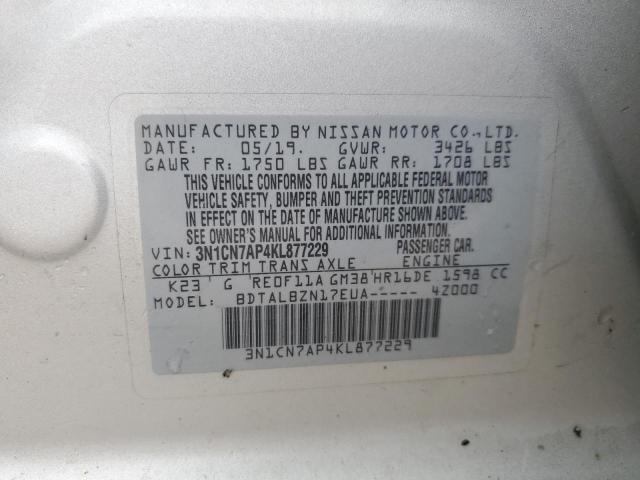 MANUFACTURED BY NISSAN MOTOR CO.,LTD.
DATE: 05/19. GVWR: 3426 LBS
GAWR FR: 1750 LBS GAWR RR: 1708 LBS
THIS VEHICLE CONFORMS TO ALL APPLICABLE FEDERAL MOTOR
VEHICLE SAFETY, BUMPER AND THEFT PREVENTION STANDARDS
IN EFFECT ON THE DATE OF MANUFACTURE SHOWN ABOVE.
SEE OWNER'S MANUAL FOR ADDITIONAL INFORMATION.
VIN: 3N1CN7AP4KL877229 PASSENGER CAR.
COLOR TRIM TRANS AXLE ENGINE
K23 G RE0F11A GM38 HR16DE 1598 CC
MODEL: BDTALBZN17EUA----- 42000
3N1CN7AP4KL877229